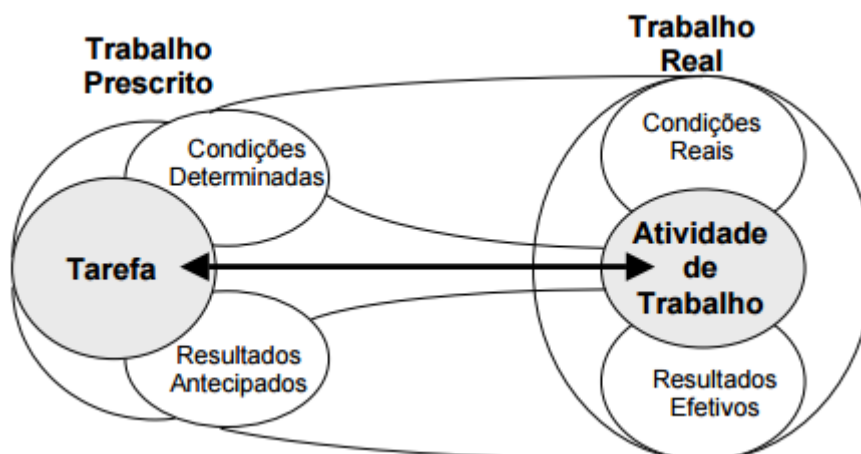 Trabalho
Prescrito
Trabalho
Real
Condições
Determinadas
Condições
Reais
Tarefa
Atividade
de
Trabalho
Resultados
Antecipados
Resultados
Efetivos